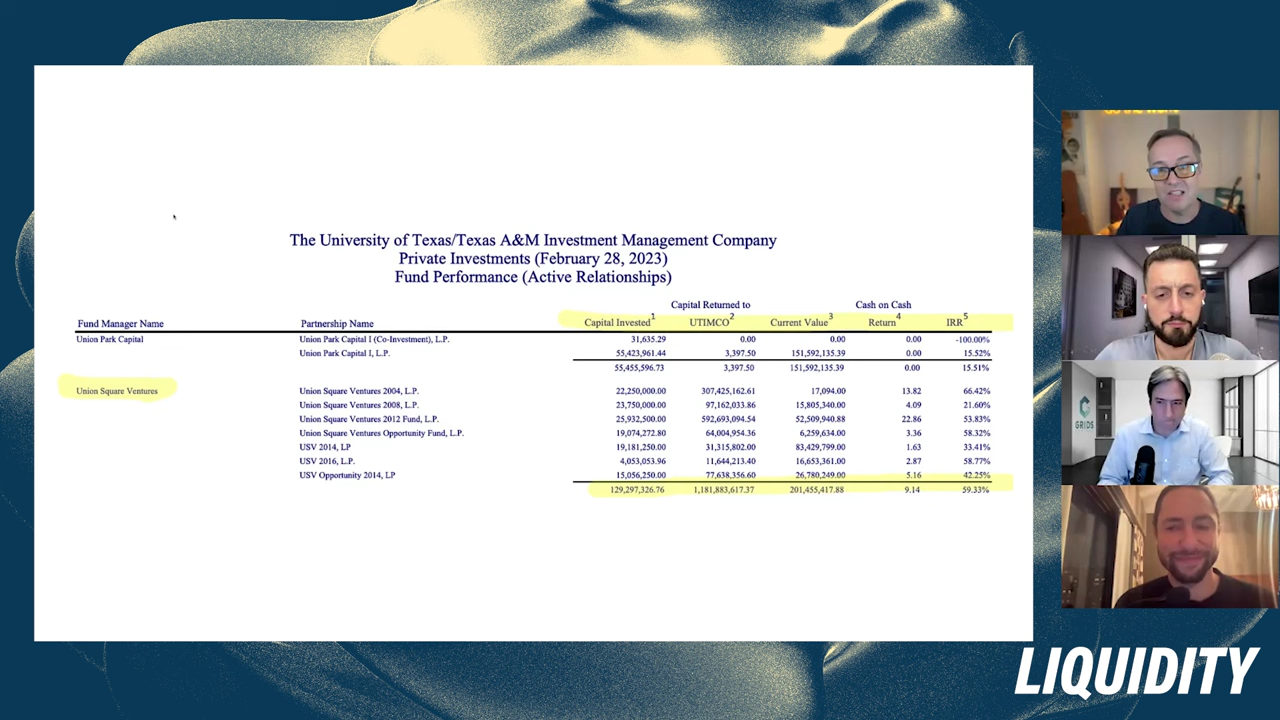 The University of Texas/Texas A&M Investment Management Company
Private Investments (February 28, 2023)
Fund Performance (Active Relationships)
Capital Returned to Cash on Cash
Fund Manager Name Partnership Name Capital Invested1 UTIMCO2 Current Value3 Return4 IRR5
Union Park Capital Union Park Capital I (Co-Investment), L.P. 31,635.29 0.00 0.00 0.00 -100.00%
Union Park Capital I, L.P. 55,423,961.44 3,397.50 151,592,135.39 0.00 15.52%
55,455,596.73 3,397.50 151,592,135.39 0.00 15.51%
Union Square Ventures Union Square Ventures 2004, L.P. 22,250,000.00 307,425,162.61 17,094.00 13.82 66.42%
Union Square Ventures 2008, L.P. 23,750,000.00 97,162,033.86 15,805,340.00 4.09 21.60%
Union Square Ventures 2012 Fund, L.P. 25,932,500.00 592,693,094.54 52,509,940.88 22.86 53.83%
Union Square Ventures Opportunity Fund, L.P. 19,074,272.80 64,004,954.36 6,259,634.00 3.36 58.32%
USV 2014, LP 19,181,250.00 31,315,802.00 83,429,799.00 1.63 33.41%
USV 2016, L.P. 4,053,053.96 11,644,213.40 16,653,361.00 2.87 58.77%
USV Opportunity 2014, LP 15,056,250.00 77,638,356.60 26,780,249.00 5.16 42.25%
129,297,326.76 1,181,883,617.37 201,455,417.88 9.14 59.33%
GRIDS
LIQUIDITY